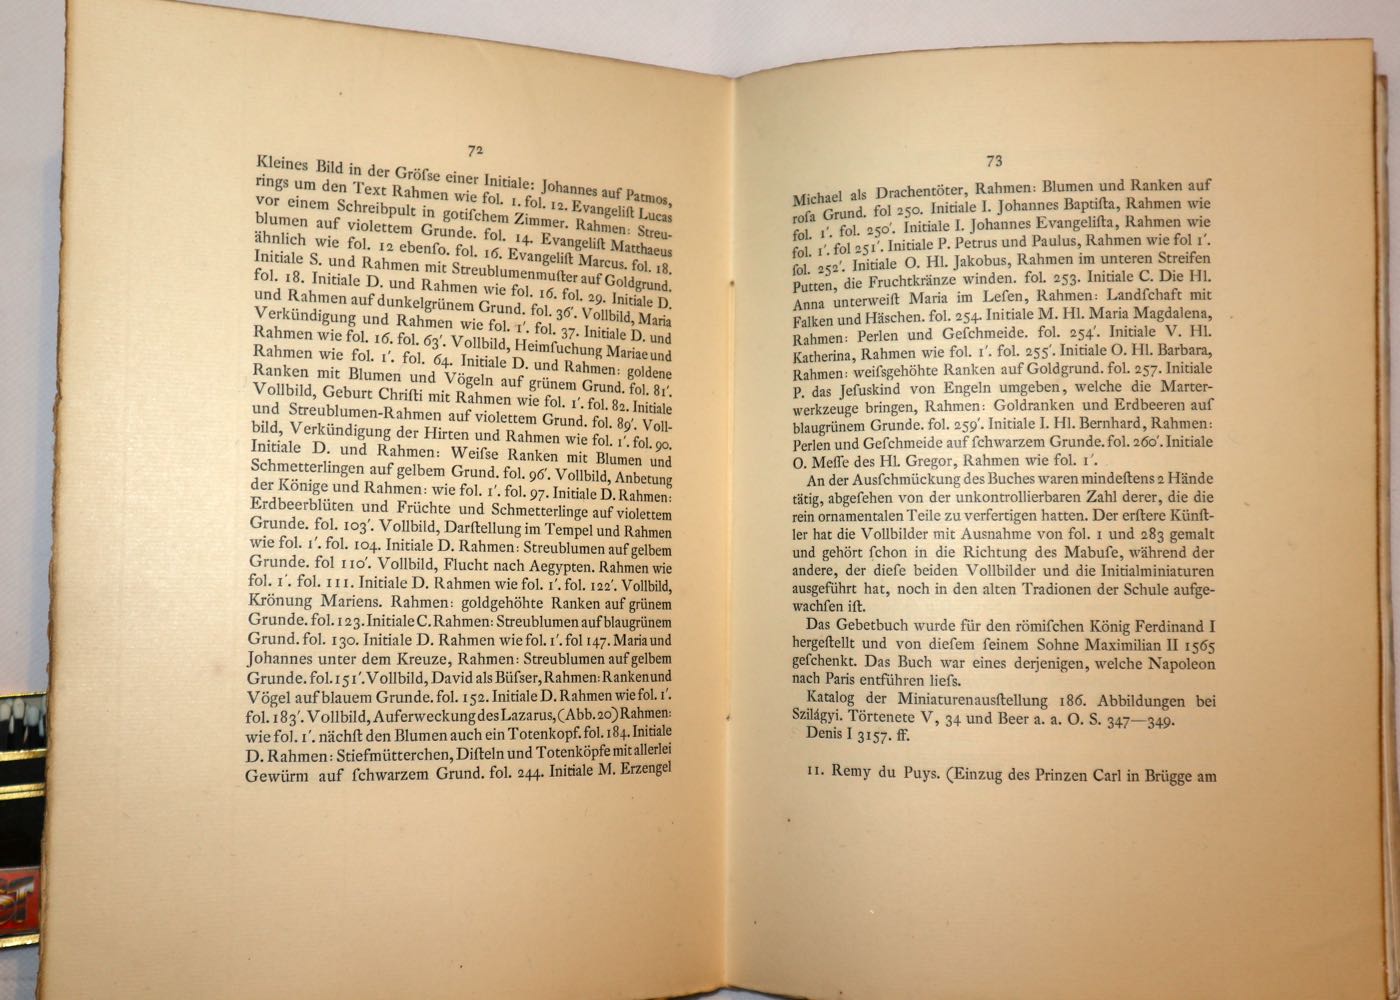 72
Kleines Bild in der Gröſse einer Initiale: Johannes auf Patmos,
rings um den Text Rahmen wie fol. 1. fol. 12. Evangeliſt Lucas
vor einem Schreibpult in gotiſchem Zimmer. Rahmen: Streu-
blumen auf violettem Grunde. fol. 14. Evangeliſt Matthaeus
ähnlich wie fol. 12 ebenſo. fol. 16. Evangeliſt Marcus. fol. 18.
Initiale S. und Rahmen mit Streublumenmuſter auf Goldgrund.
fol. 18. Initiale D. und Rahmen wie fol. 16. fol. 29. Initiale D.
und Rahmen auf dunkelgrünem Grund. fol. 36'. Vollbild, Maria
Verkündigung und Rahmen wie fol. 1'. fol. 37. Initiale D. und
Rahmen wie fol. 16. fol. 63'. Vollbild, Heimſuchung Mariae und
Rahmen wie fol. 1'. fol. 64. Initiale D. und Rahmen: goldene
Ranken mit Blumen und Vögeln auf grünem Grund. fol. 81'.
Vollbild, Geburt Chriſti mit Rahmen wie fol. 1'. fol. 82. Initiale
und Streublumen-Rahmen auf violettem Grund. fol. 89'. Voll-
bild, Verkündigung der Hirten und Rahmen wie fol. 1'. fol. 90.
Initiale D. und Rahmen: Weiſse Ranken mit Blumen und
Schmetterlingen auf gelbem Grund. fol. 96'. Vollbild, Anbetung
der Könige und Rahmen: wie fol. 1'. fol. 97. Initiale D. Rahmen:
Erdbeerblüten und Früchte und Schmetterlinge auf violettem
Grunde. fol. 103'. Vollbild, Darſtellung im Tempel und Rahmen
wie fol. 1'. fol. 104. Initiale D. Rahmen: Streublumen auf gelbem
Grunde. fol 110'. Vollbild, Flucht nach Aegypten. Rahmen wie
fol. 1'. fol. 111. Initiale D. Rahmen wie fol. 1'. fol. 122'. Vollbild,
Krönung Mariens. Rahmen: goldgehöhte Ranken auf grünem
Grunde. fol. 123. Initiale C. Rahmen: Streublumen auf blaugrünem
Grund. fol. 130. Initiale D. Rahmen wie fol. 1'. fol 147. Maria und
Johannes unter dem Kreuze, Rahmen: Streublumen auf gelbem
Grunde. fol. 151'. Vollbild, David als Büſser, Rahmen: Ranken und
Vögel auf blauem Grunde. fol. 152. Initiale D. Rahmen wie fol. 1'.
fol. 183'. Vollbild, Auferweckung des Lazarus, (Abb. 20) Rahmen:
wie fol. 1'. nächſt den Blumen auch ein Totenkopf. fol. 184. Initiale
D. Rahmen: Stiefmütterchen, Diſteln und Totenköpfe mit allerlei
Gewürm auf ſchwarzem Grund. fol. 244. Initiale M. Erzengel
73
Michael als Drachentöter, Rahmen: Blumen und Ranken auf
roſa Grund. fol 250. Initiale I. Johannes Baptiſta, Rahmen wie
fol. 1'. fol. 250'. Initiale I. Johannes Evangeliſta, Rahmen wie
fol. 1'. fol 251'. Initiale P. Petrus und Paulus, Rahmen wie fol 1'.
fol. 252'. Initiale O. Hl. Jakobus, Rahmen im unteren Streifen
Putten, die Fruchtkränze winden. fol. 253. Initiale C. Die Hl.
Anna unterweiſt Maria im Leſen, Rahmen: Landſchaft mit
Falken und Häschen. fol. 254. Initiale M. Hl. Maria Magdalena,
Rahmen: Perlen und Geſchmeide. fol. 254'. Initiale V. Hl.
Katherina, Rahmen wie fol. 1'. fol. 255'. Initiale O. Hl. Barbara,
Rahmen: weiſsgehöhte Ranken auf Goldgrund. fol. 257. Initiale
P. das Jeſuskind von Engeln umgeben, welche die Marter-
werkzeuge bringen, Rahmen: Goldranken und Erdbeeren auf
blaugrünem Grunde. fol. 259'. Initiale I. Hl. Bernhard, Rahmen:
Perlen und Geſchmeide auf ſchwarzem Grunde. fol. 260'. Initiale
O. Meſſe des Hl. Gregor, Rahmen wie fol. 1'.
An der Ausſchmückung des Buches waren mindeſtens 2 Hände
tätig, abgeſehen von der unkontrollierbaren Zahl derer, die die
rein ornamentalen Teile zu verfertigen hatten. Der erſtere Künſt-
ler hat die Vollbilder mit Ausnahme von fol. 1 und 283 gemalt
und gehört ſchon in die Richtung des Mabuſe, während der
andere, der dieſe beiden Vollbilder und die Initialminiaturen
ausgeführt hat, noch in den alten Tradionen der Schule aufge-
wachſen iſt.
Das Gebetbuch wurde für den römiſchen König Ferdinand I
hergeſtellt und von dieſem ſeinem Sohne Maximilian II 1565
geſchenkt. Das Buch war eines derjenigen, welche Napoleon
nach Paris entführen lieſs.
Katalog der Miniaturenausſtellung 186. Abbildungen bei
Szilágyi. Törtenete V, 34 und Beer a. a. O. S. 347—349.
Denis I 3157. ff.
11. Remy du Puys. (Einzug des Prinzen Carl in Brügge am